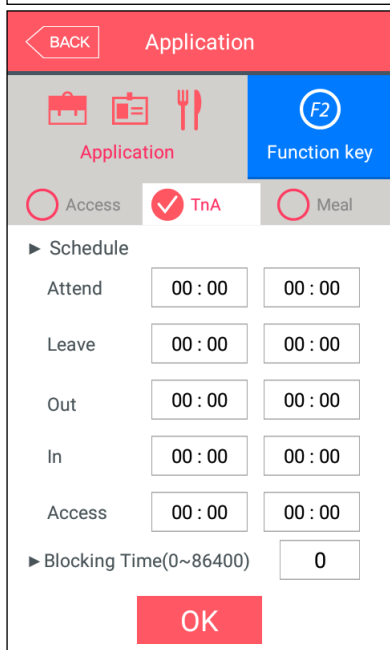 BACK Application
F2
Application Function key
Access TnA Meal
► Schedule
Attend 00 : 00 00 : 00
Leave 00 : 00 00 : 00
Out 00 : 00 00 : 00
In 00 : 00 00 : 00
Access 00 : 00 00 : 00
►Blocking Time(0~86400) 0
OK